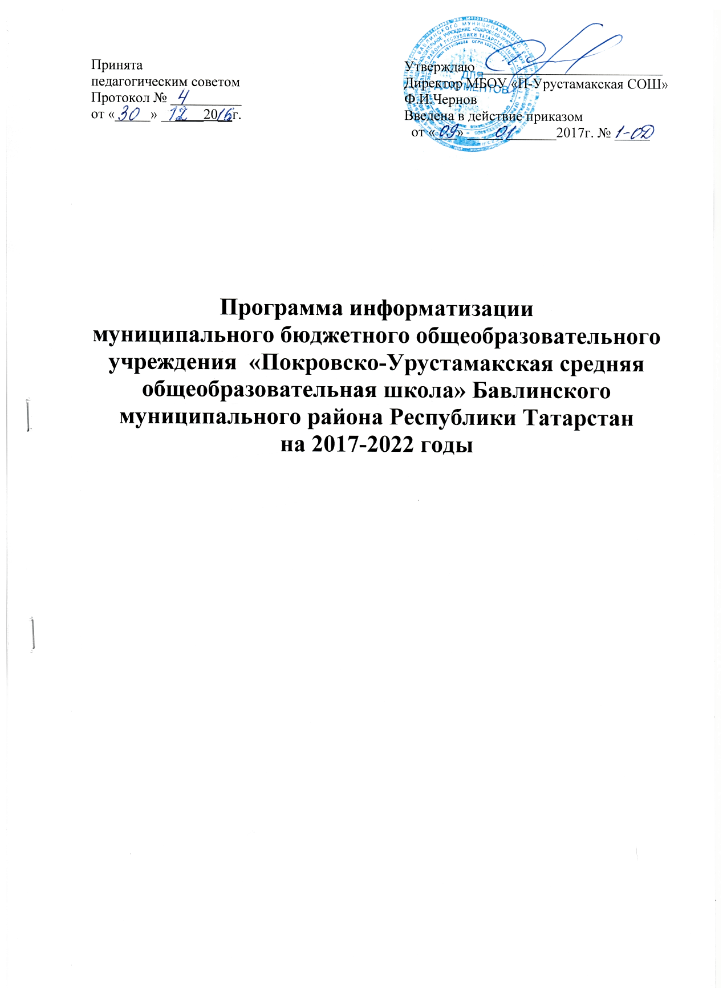 Принята
педагогическим советом
Протокол № 4
от «30» 12 2016г.
Утверждаю
Директор МБОУ «П-Урустамакская СОШ»
Ф.И.Чернов
Введена в действие приказом
от «09» 01 2017г. № 1-ОД
ДЛЯ
ДОКУМЕНТОВ
Программа информатизации
муниципального бюджетного общеобразовательного
учреждения «Покровско-Урустамакская средняя
общеобразовательная школа» Бавлинского
муниципального района Республики Татарстан
на 2017-2022 годы